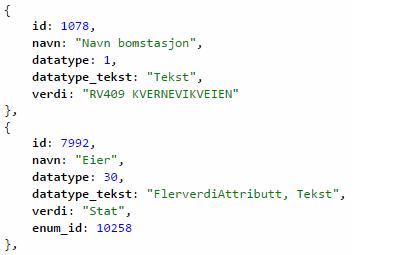 {
id: 1078,
navn: "Navn bomstasjon",
datatype: 1,
datatype_tekst: "Tekst",
verdi: "RV409 KVERNEVIKVEIEN"
},
{
id: 7992,
navn: "Eier",
datatype: 30,
datatype_tekst: "FlerverdiAttributt, Tekst",
verdi: "Stat",
enum_id: 10258
},